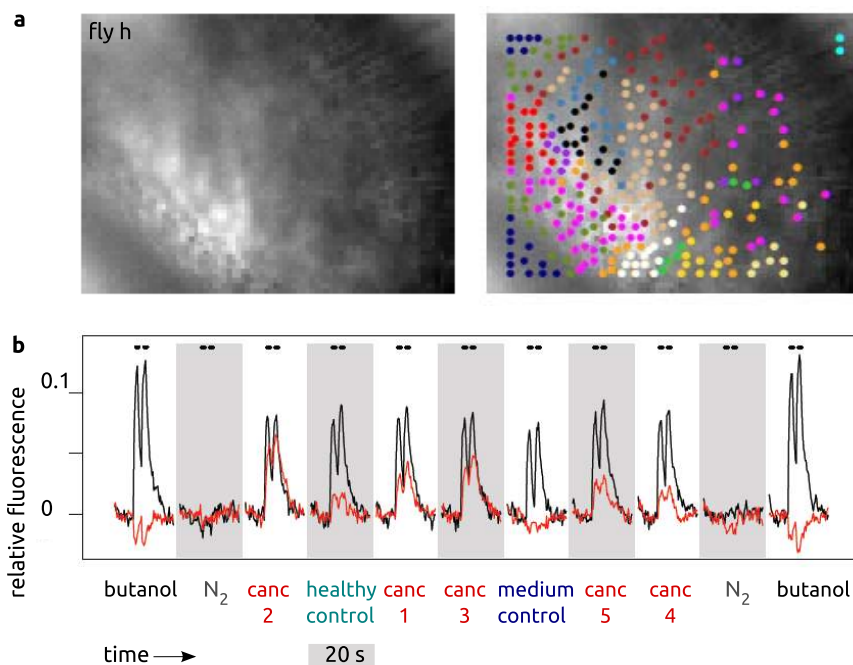 a
fly h
b
relative fluorescence
0.1
0
butanol N₂ canc 2 healthy control canc 1 canc 3 medium control canc 5 canc 4 N₂ butanol
time
20 s